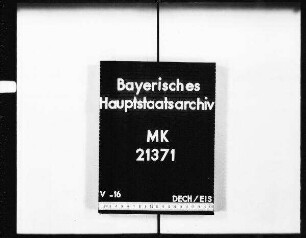 Bayerisches
Hauptstaatsarchiv
MK
21371
V -16 DECH/EIS